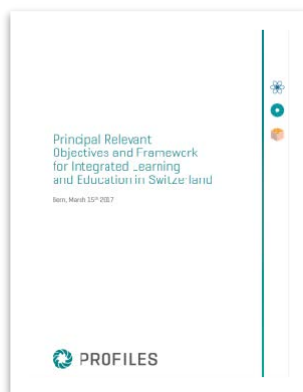 Principal Relevant
Objectives and Framework
for Integrated Learning
and Education in Switzerland
Bern, March 15th 2017
PROFILES